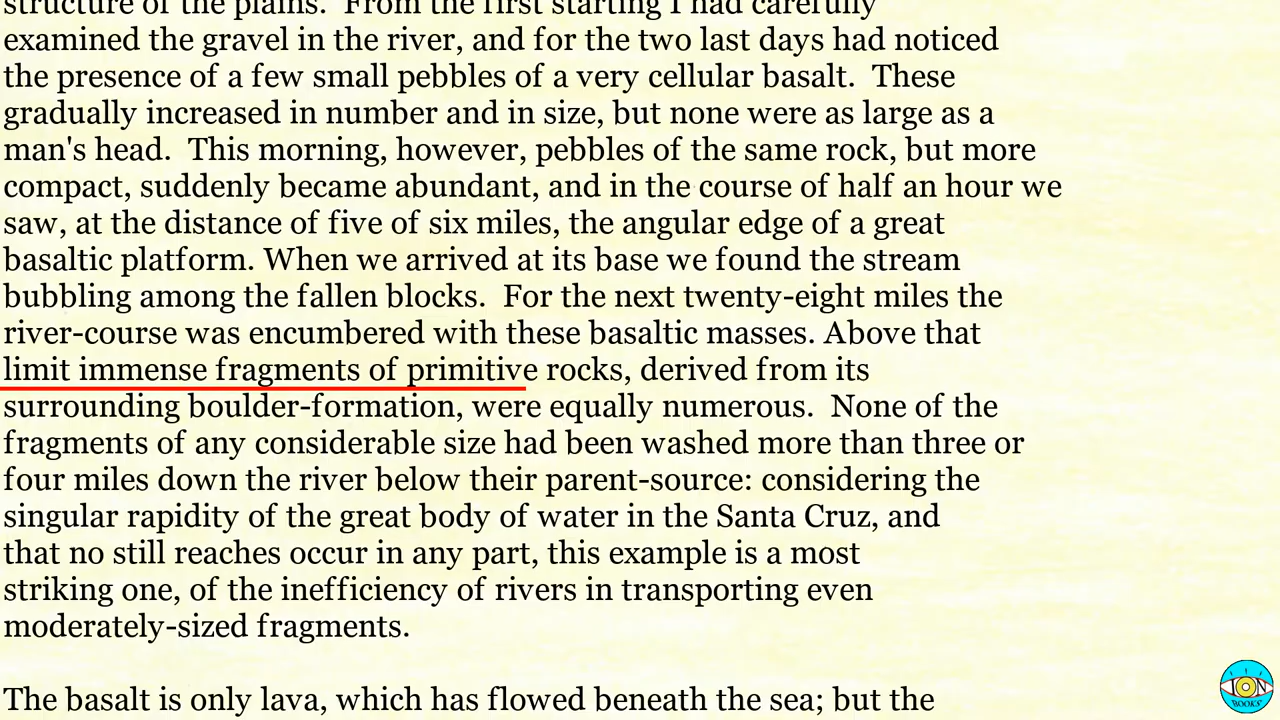 structure of the plains.  From the first starting I had carefully
examined the gravel in the river, and for the two last days had noticed
the presence of a few small pebbles of a very cellular basalt.  These
gradually increased in number and in size, but none were as large as a
man's head.  This morning, however, pebbles of the same rock, but more
compact, suddenly became abundant, and in the course of half an hour we
saw, at the distance of five of six miles, the angular edge of a great
basaltic platform. When we arrived at its base we found the stream
bubbling among the fallen blocks.  For the next twenty-eight miles the
river-course was encumbered with these basaltic masses. Above that
limit immense fragments of primitive rocks, derived from its
surrounding boulder-formation, were equally numerous.  None of the
fragments of any considerable size had been washed more than three or
four miles down the river below their parent-source: considering the
singular rapidity of the great body of water in the Santa Cruz, and
that no still reaches occur in any part, this example is a most
striking one, of the inefficiency of rivers in transporting even
moderately-sized fragments.
The basalt is only lava, which has flowed beneath the sea; but the
ION
BOOKS